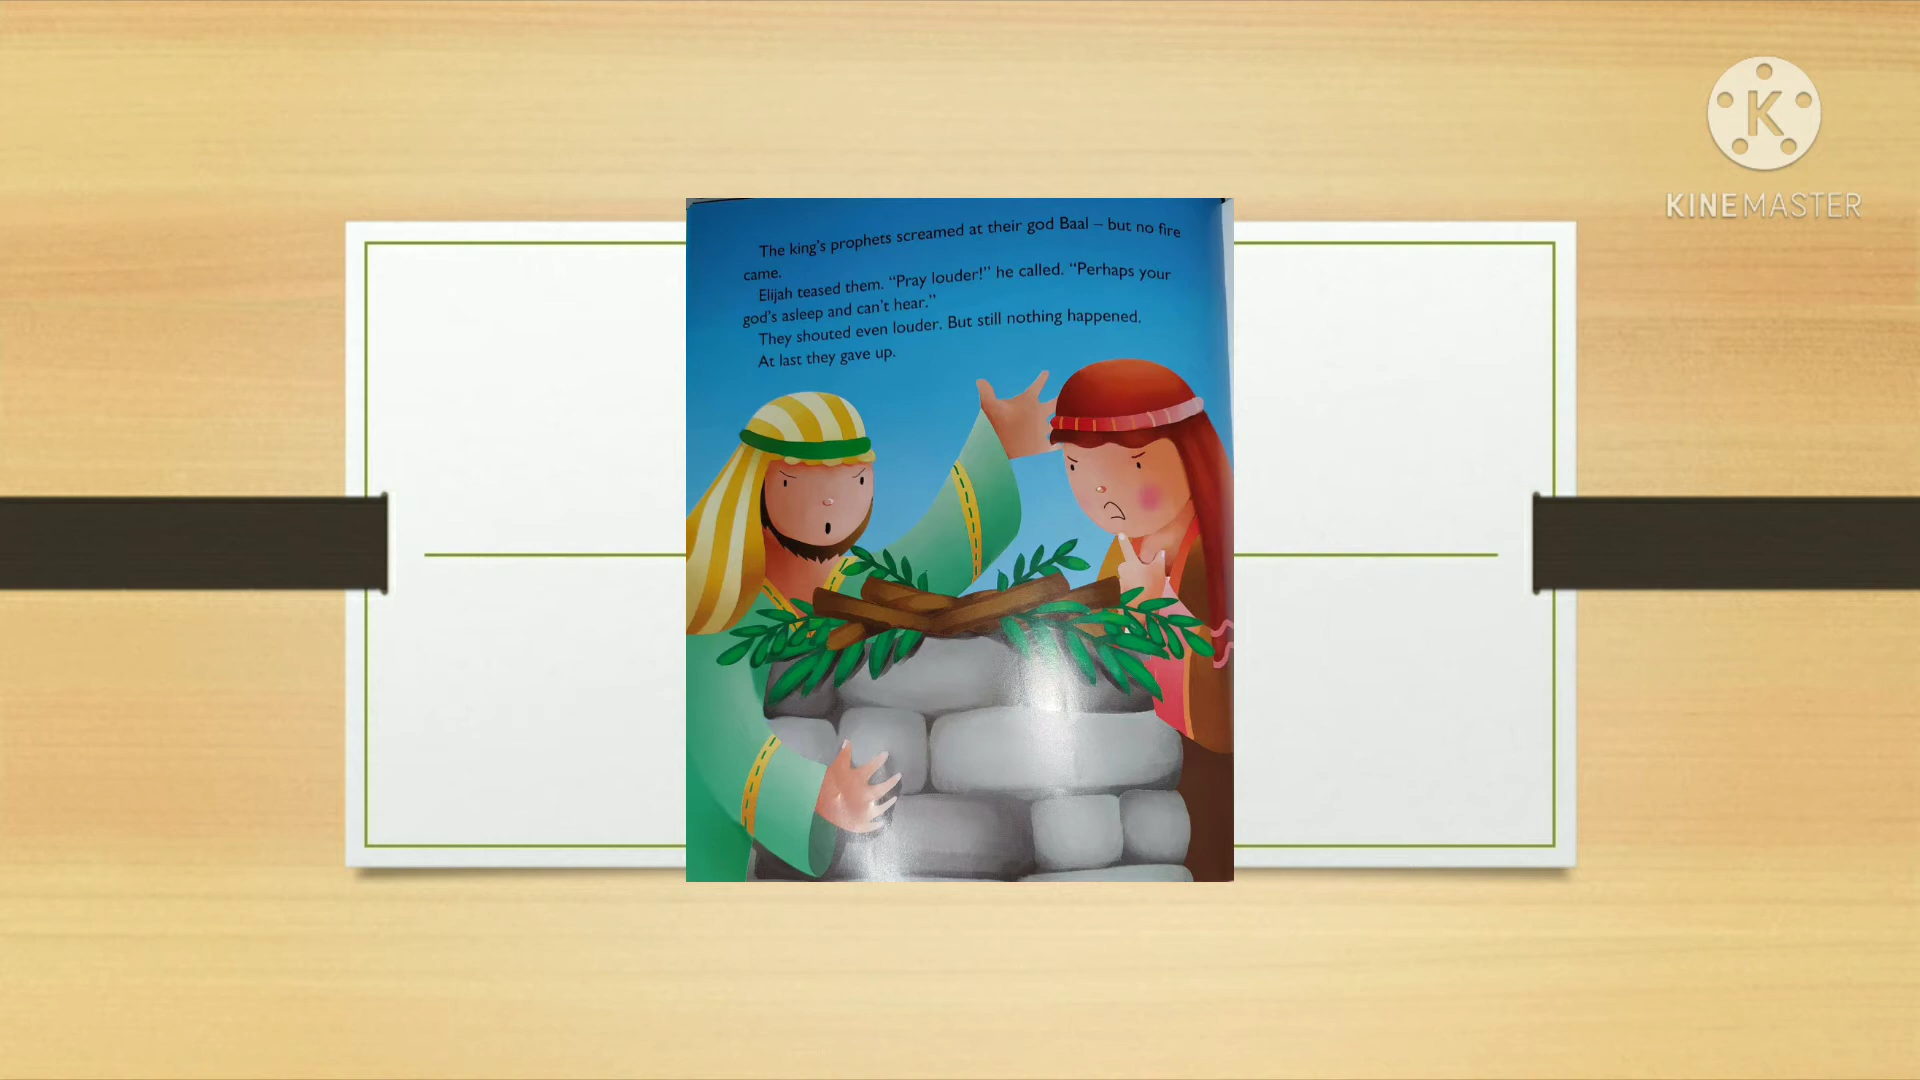 The king's prophets screamed at their god Baal – but no fire
came.
Elijah teased them. “Pray louder!” he called. “Perhaps your
god's asleep and can't hear.”
They shouted even louder. But still nothing happened.
At last they gave up.
K
KINEMASTER